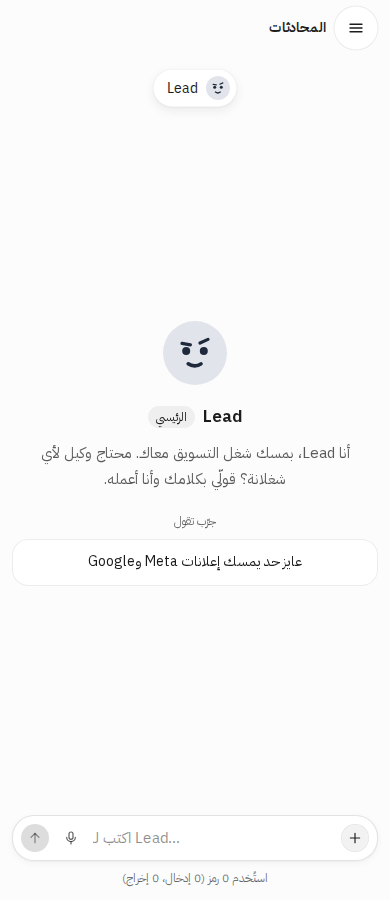 المحادثات
Lead
Lead الرئيسي
أنا Lead، بمسك شغل التسويق معاك. محتاج وكيل لأي
شغلانة؟ قولّي بكلامك وأنا أعمله.
جرّب تقول
عايز حد يمسك إعلانات Meta وGoogle
اكتب لـ Lead...
استُخدم 0 رمز (0 إدخال، 0 إخراج)